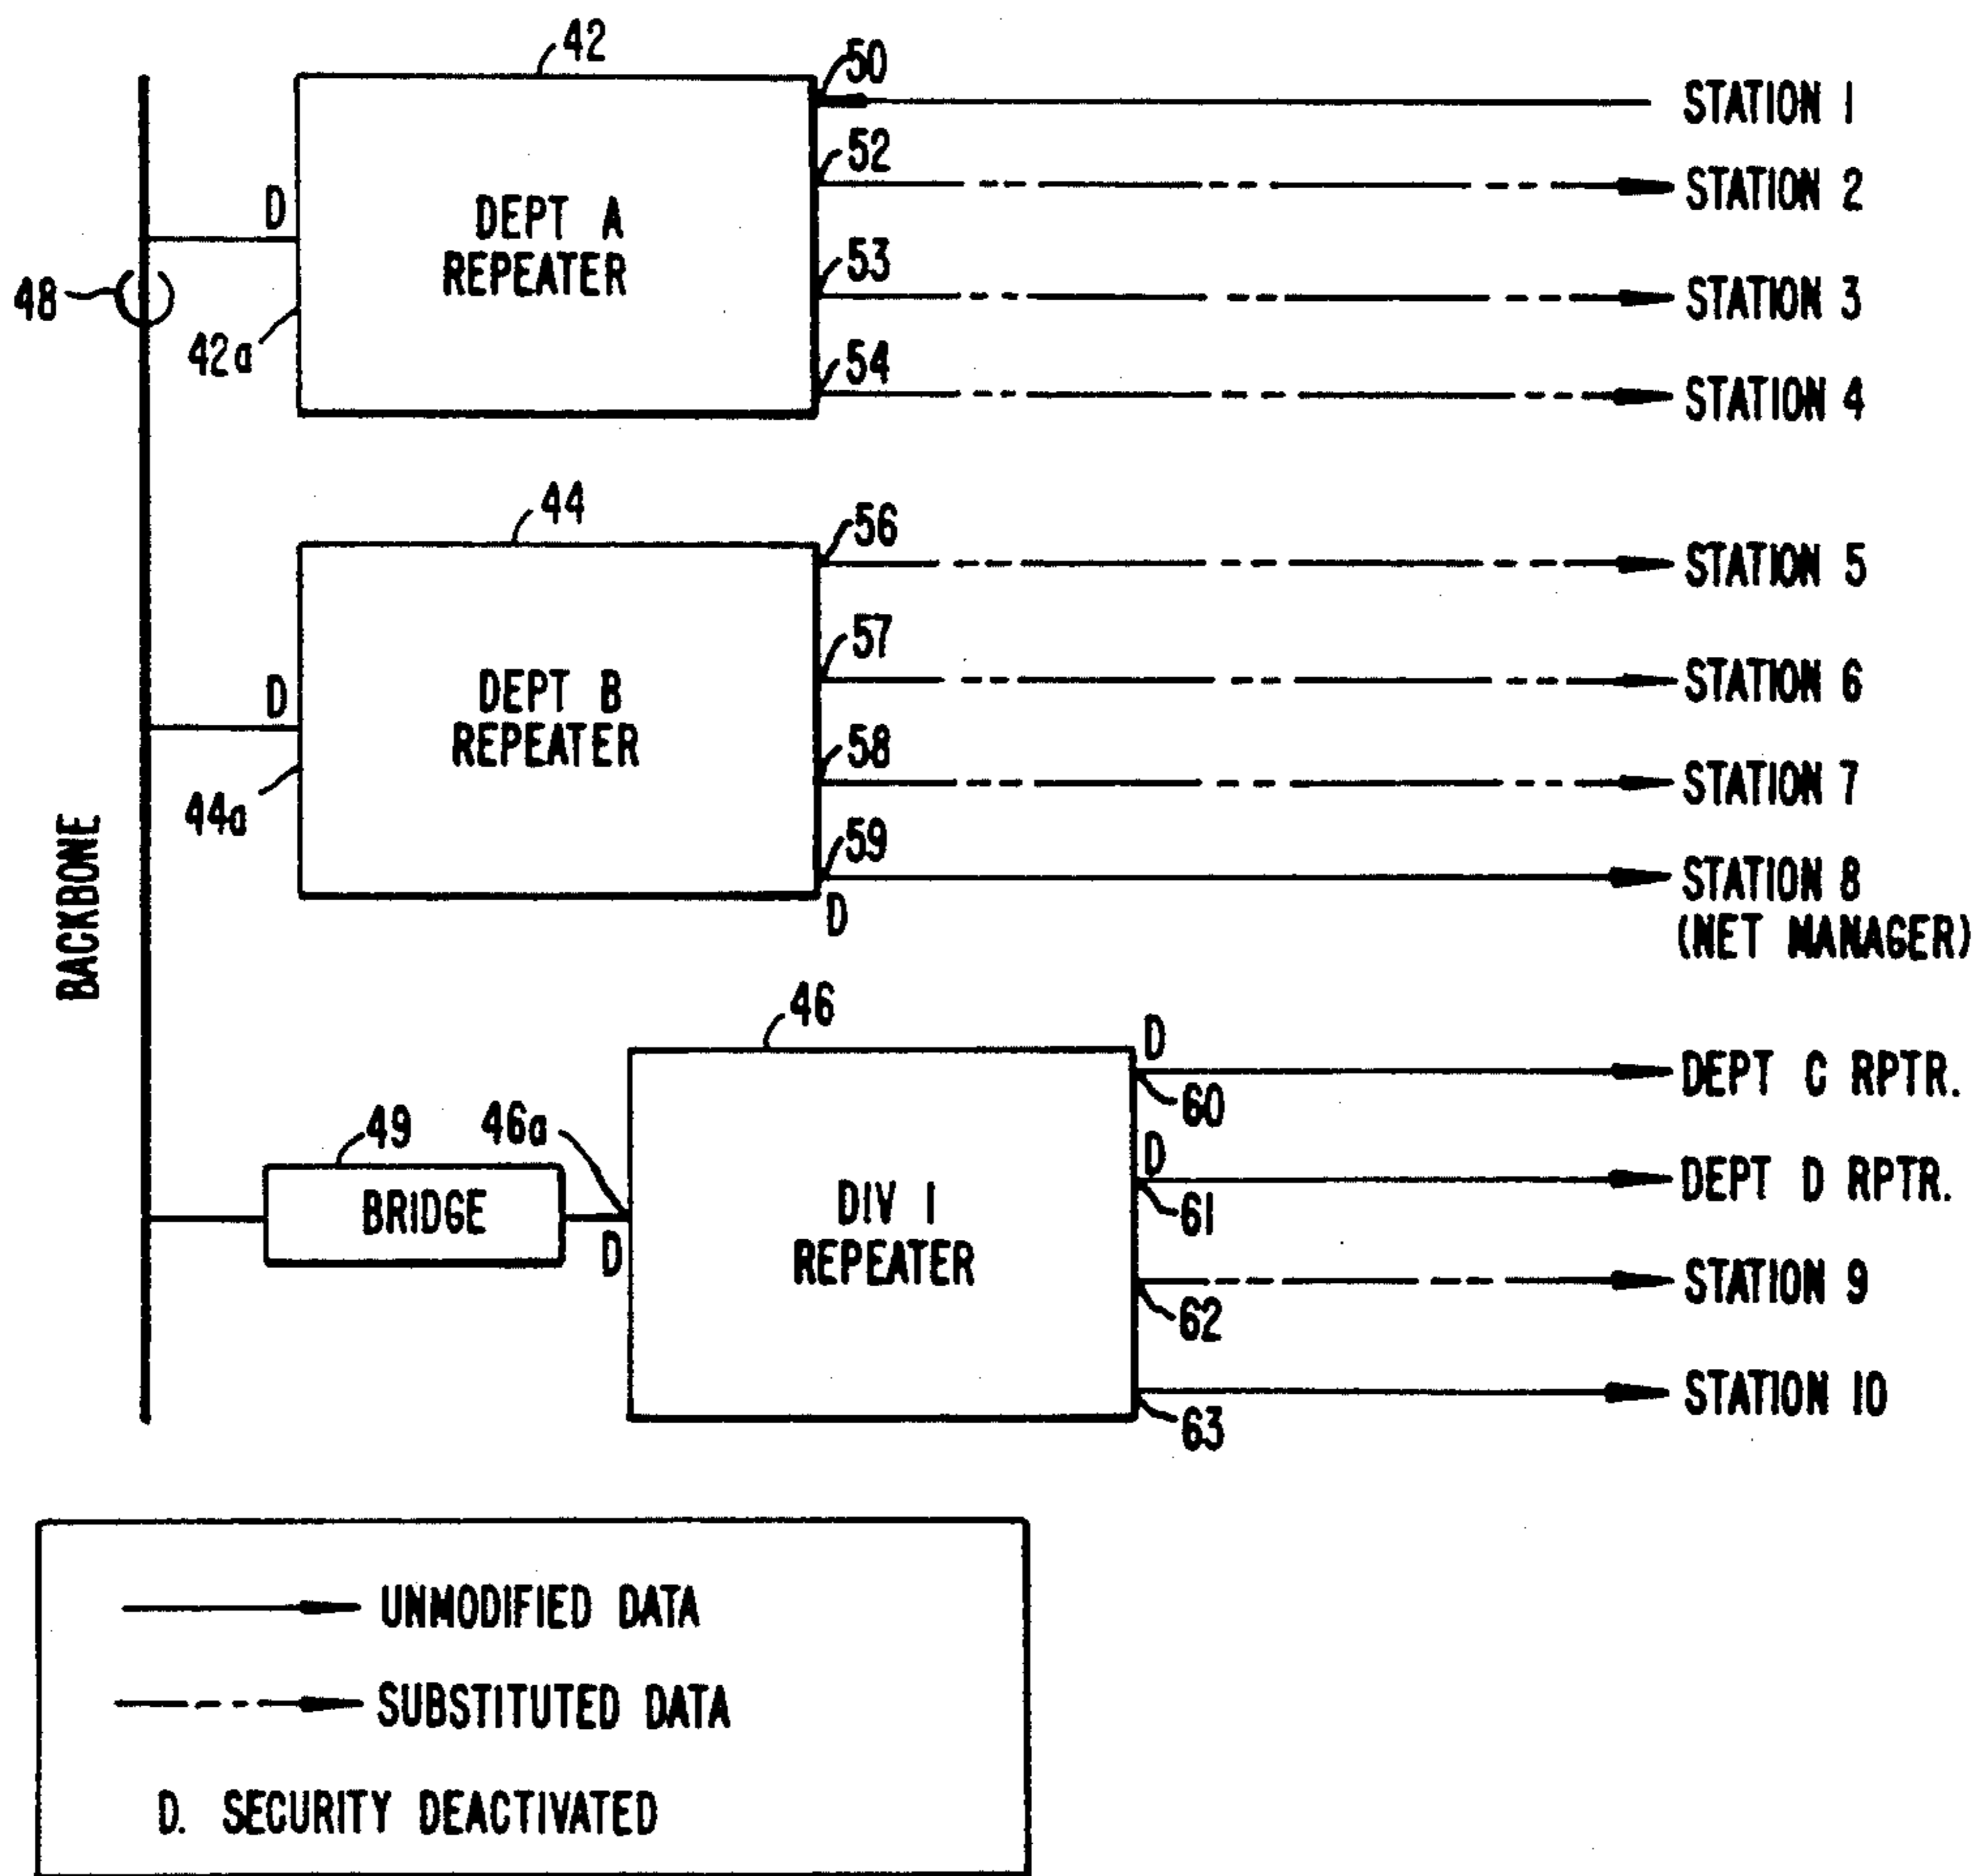 42
50
STATION 1
52
D
DEPT A
REPEATER
STATION 2
53
48
42a
STATION 3
54
STATION 4
44
56
STATION 5
57
D
DEPT B
REPEATER
STATION 6
58
44a
STATION 7
BACKBONE
59
STATION 8
(NET MANAGER)
D
46
D
DEPT C RPTR.
60
49
46a
D
DEPT D RPTR.
61
BRIDGE
D
DIV 1
REPEATER
STATION 9
62
STATION 10
63
UNMODIFIED DATA
SUBSTITUTED DATA
D. SECURITY DEACTIVATED